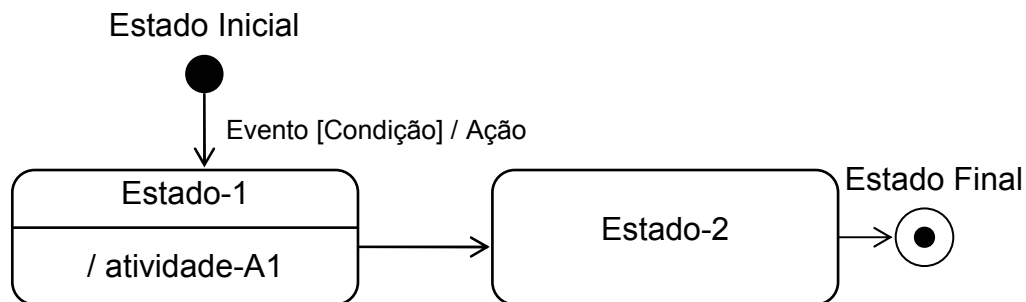 Estado Inicial
Evento [Condição] / Ação
Estado-1
/ atividade-A1
Estado-2
Estado Final